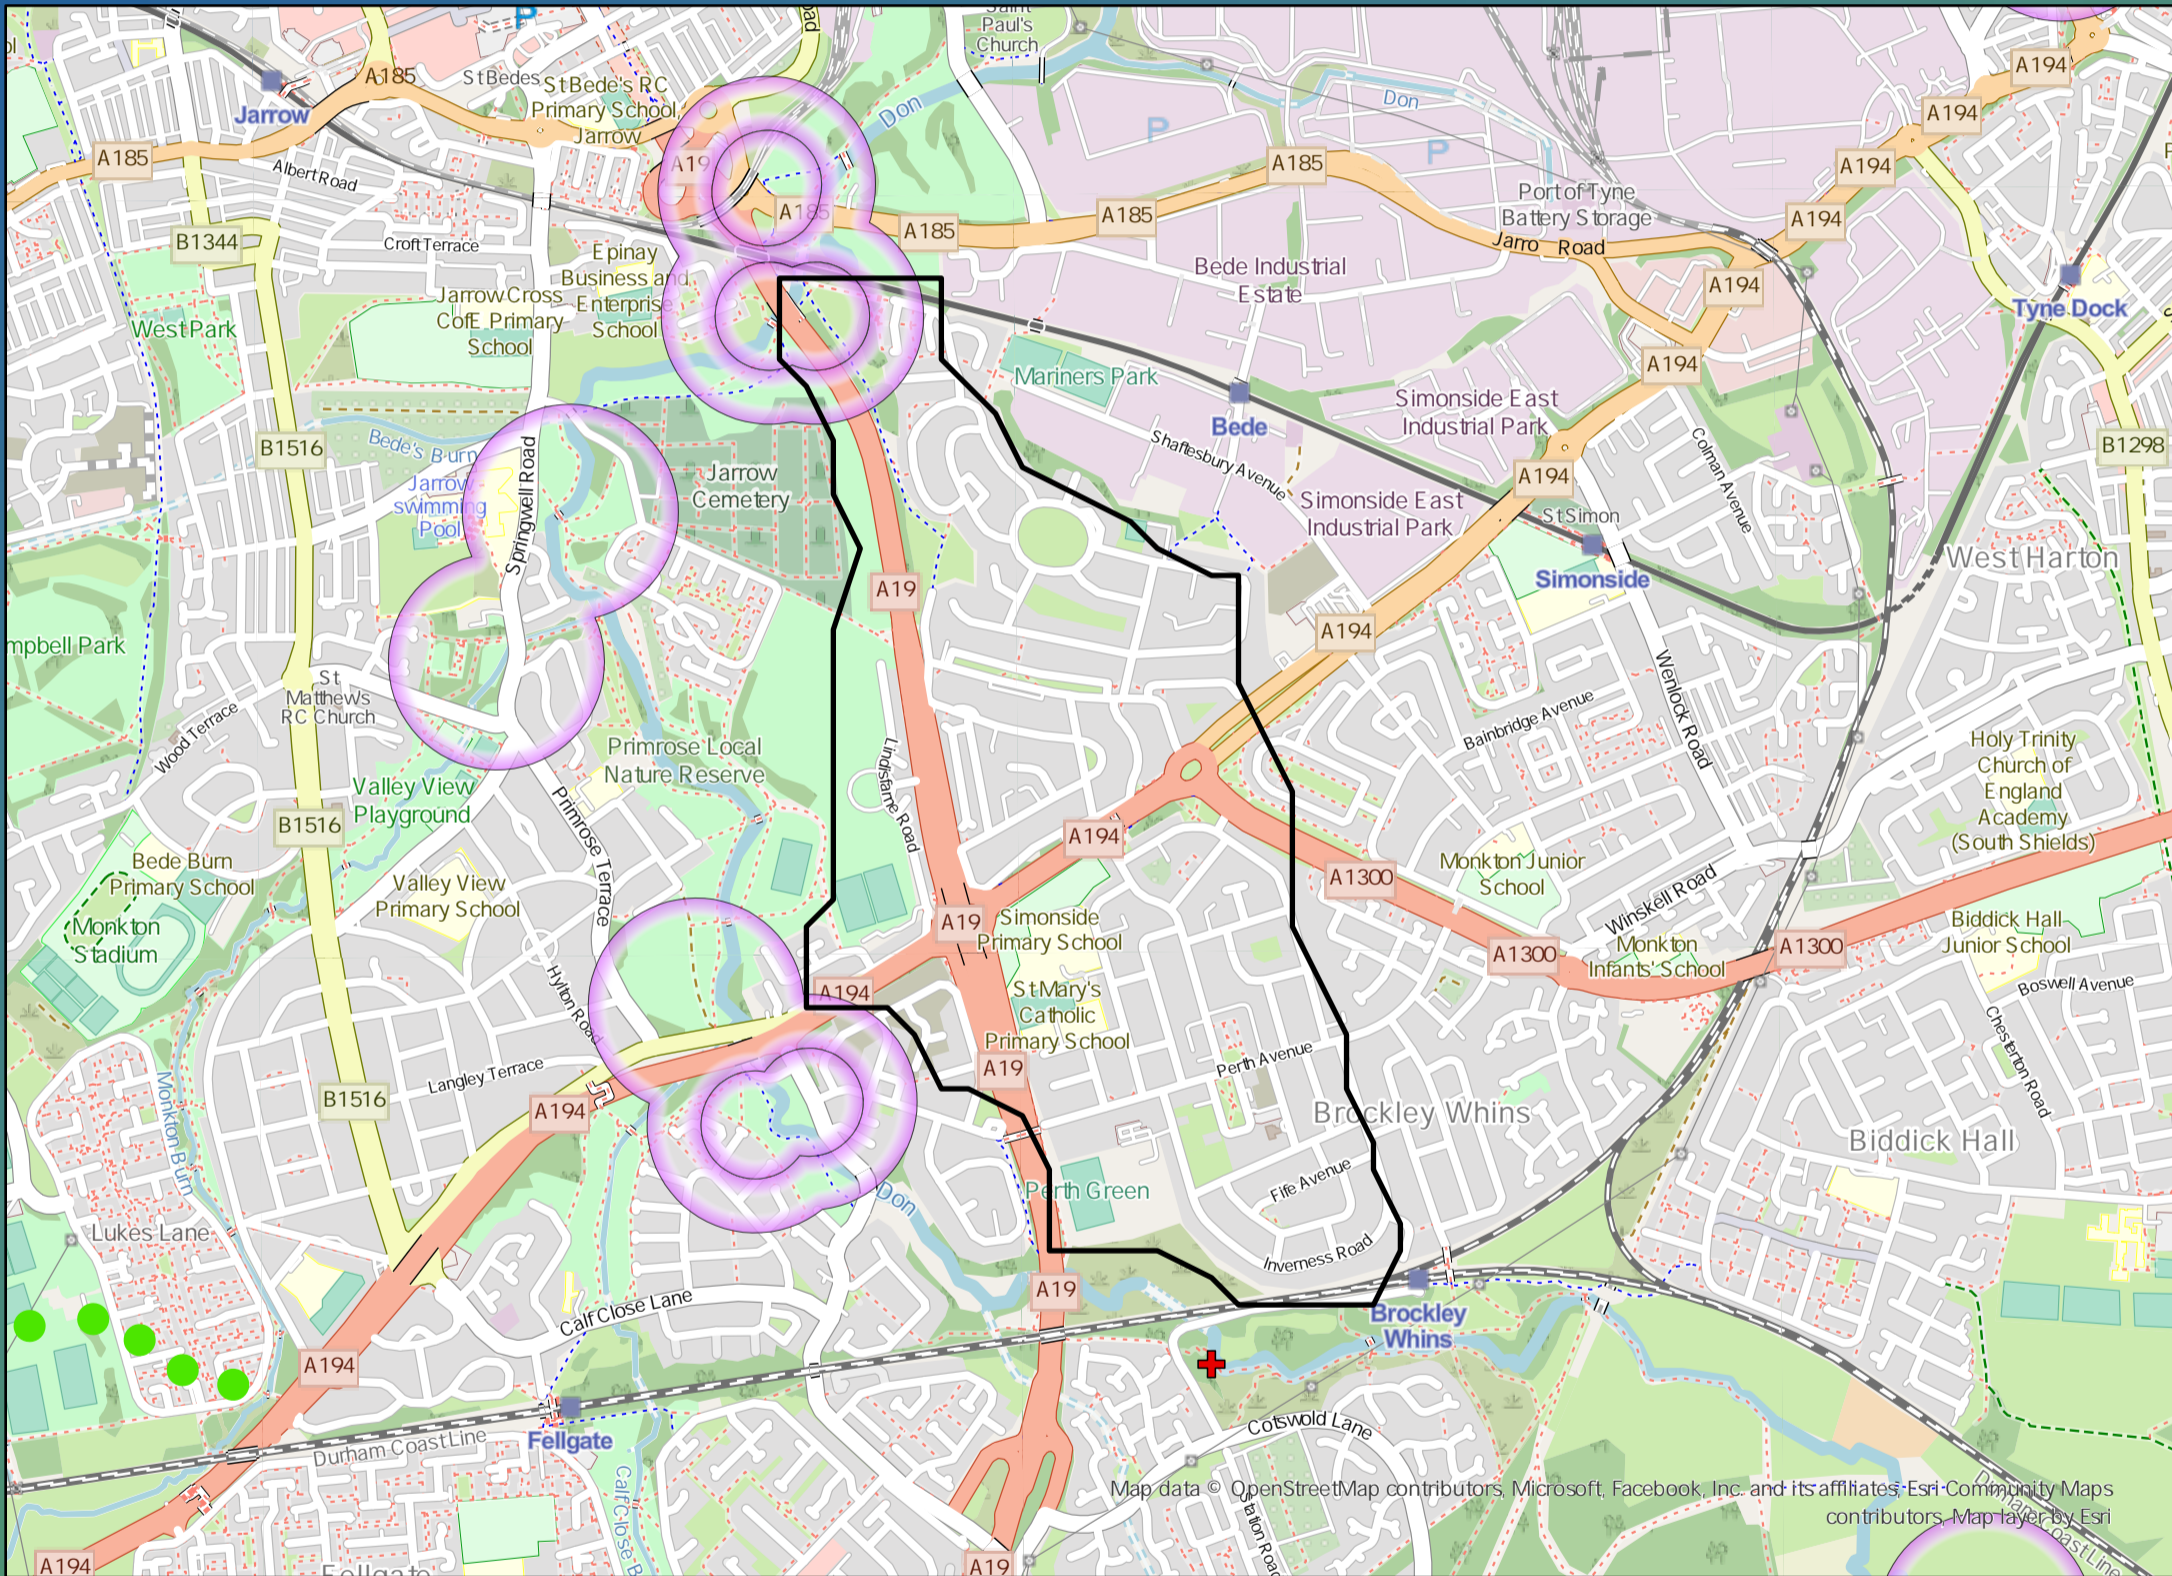 Saint
Paul's
Church
A185
St Bedes
St Bede's RC
Primary School,
Jarrow
Jarrow
A185
Albert Road
A19
A185
Don
Don
P
P
P
A185
A185
A185
Port of Tyne
Battery Storage
Jarro Road
A194
A194
A194
A194
A194
Tyne Dock
B1344
Croft Terrace
Epinay
Business and
Enterprise
School
Jarrow Cross
CofE Primary
School
West Park
Bede Industrial
Estate
Mariners Park
Bede
Shaftesbury Avenue
Simonside East
Industrial Park
Simonside East
Industrial Park
A194
A194
St Simon
Simonside
Colman Avenue
B1298
West Harton
B1516
Bede's Burn
Jarrow
swimming
Pool
Springwell Road
Jarrow
Cemetery
A19
A194
Wenlock Road
Bainbridge Avenue
mpbell Park
St
Matthew's
RC Church
Wood Terrace
Primrose Local
Nature Reserve
Lindisfarne Road
Valley View
Playground
Primrose Terrace
B1516
Bede Burn
Primary School
Valley View
Primary School
Monkton
Stadium
A194
A1300
Monkton Junior
School
Winskell Road
Holy Trinity
Church of
England
Academy
(South Shields)
A19
Simonside
Primary School
St Mary's
Catholic
Primary School
A194
A1300
Monkton
Infants' School
A1300
Biddick Hall
Junior School
Boswell Avenue
Chesterton Road
Hylton Road
Langley Terrace
B1516
A194
A19
Perth Avenue
Brockley Whins
Biddick Hall
Monkton Burn
Perth Green
Fife Avenue
Inverness Road
Don
Lukes Lane
A19
Calf Close Lane
Brockley
Whins
A194
Fellgate
Durham Coast Line
Calf Close B
Cotswold Lane
Station Road
Durham Coast Line
Map data © OpenStreetMap contributors, Microsoft, Facebook, Inc. and its affiliates, Esri Community Maps
contributors, Map layer by Esri
A194
Fellgate
A19